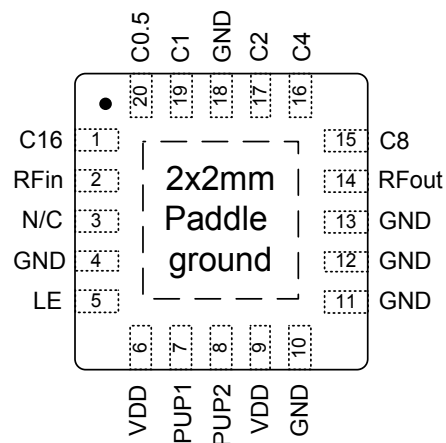 C0.5 C1 GND C2 C4
20 19 18 17 16
C16 1 15 C8
RFin 2 14 RFout
N/C 3 13 GND
GND 4 12 GND
LE 5 11 GND
2x2mm
Paddle
ground
6 7 8 9 10
VDD PUP1 PUP2 VDD GND